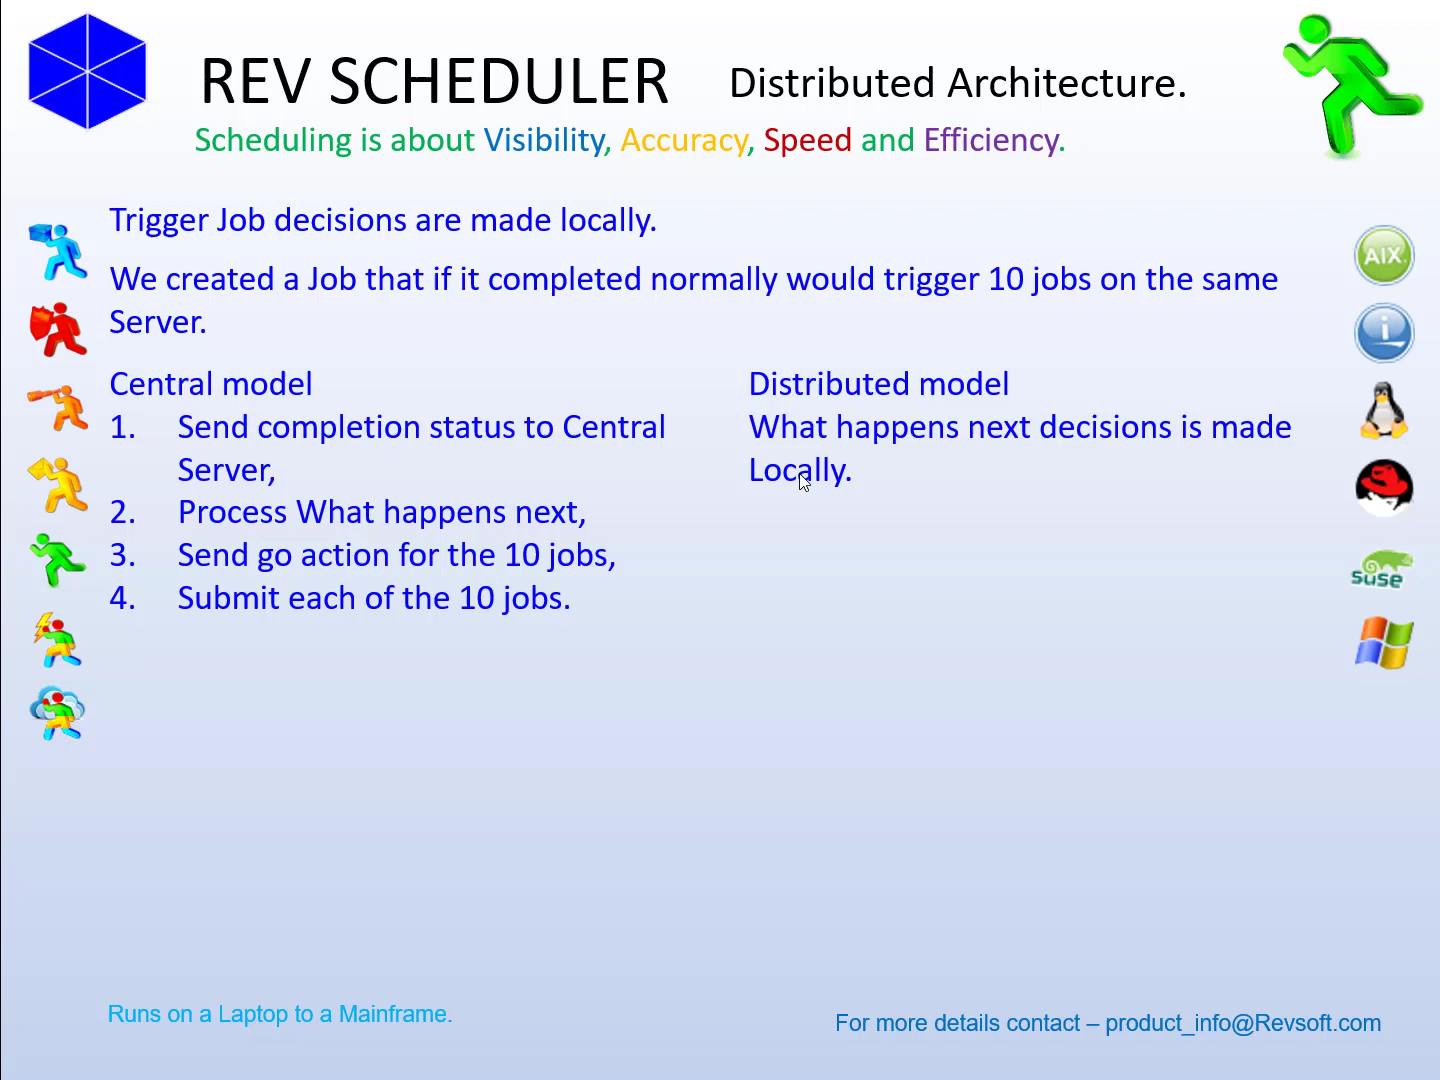 REV SCHEDULER Distributed Architecture.
Scheduling is about Visibility, Accuracy, Speed and Efficiency.
Trigger Job decisions are made locally.
We created a Job that if it completed normally would trigger 10 jobs on the same
Server.
Central model
1. Send completion status to Central
Server,
2. Process What happens next,
3. Send go action for the 10 jobs,
4. Submit each of the 10 jobs.
Distributed model
What happens next decisions is made
Locally.
AIX
i
SUSE
Runs on a Laptop to a Mainframe.
For more details contact – product_info@Revsoft.com